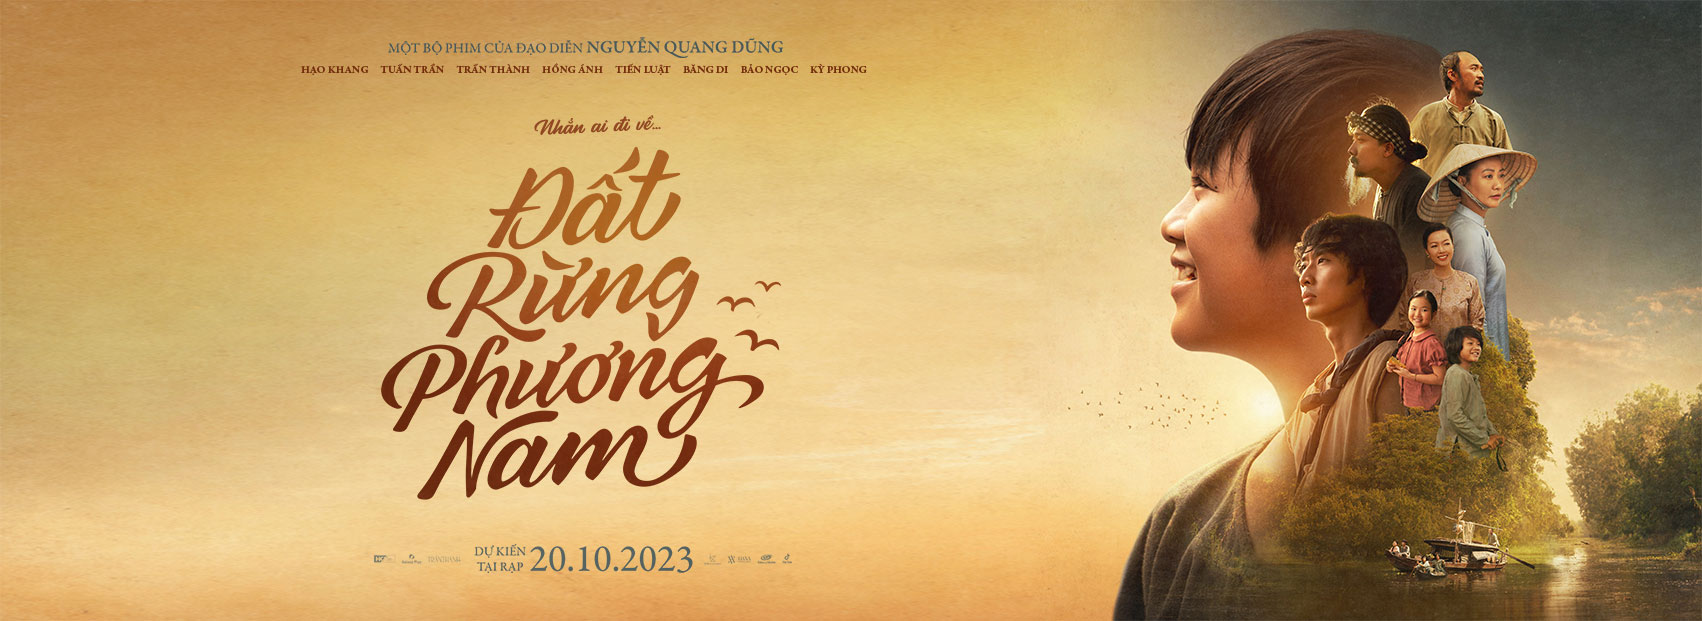 MỘT BỘ PHIM CỦA ĐẠO DIỄN NGUYỄN QUANG DŨNG
HẠO KHANG TUẤN TRẦN TRẤN THÀNH HỒNG ÁNH TIẾN LUẬT BĂNG DI BẢO NGỌC KỲ PHONG
Nhắn ai đi về...
Đất
Rừng
Phương
Nam
DỰ KIẾN
TẠI RẠP 20.10.2023